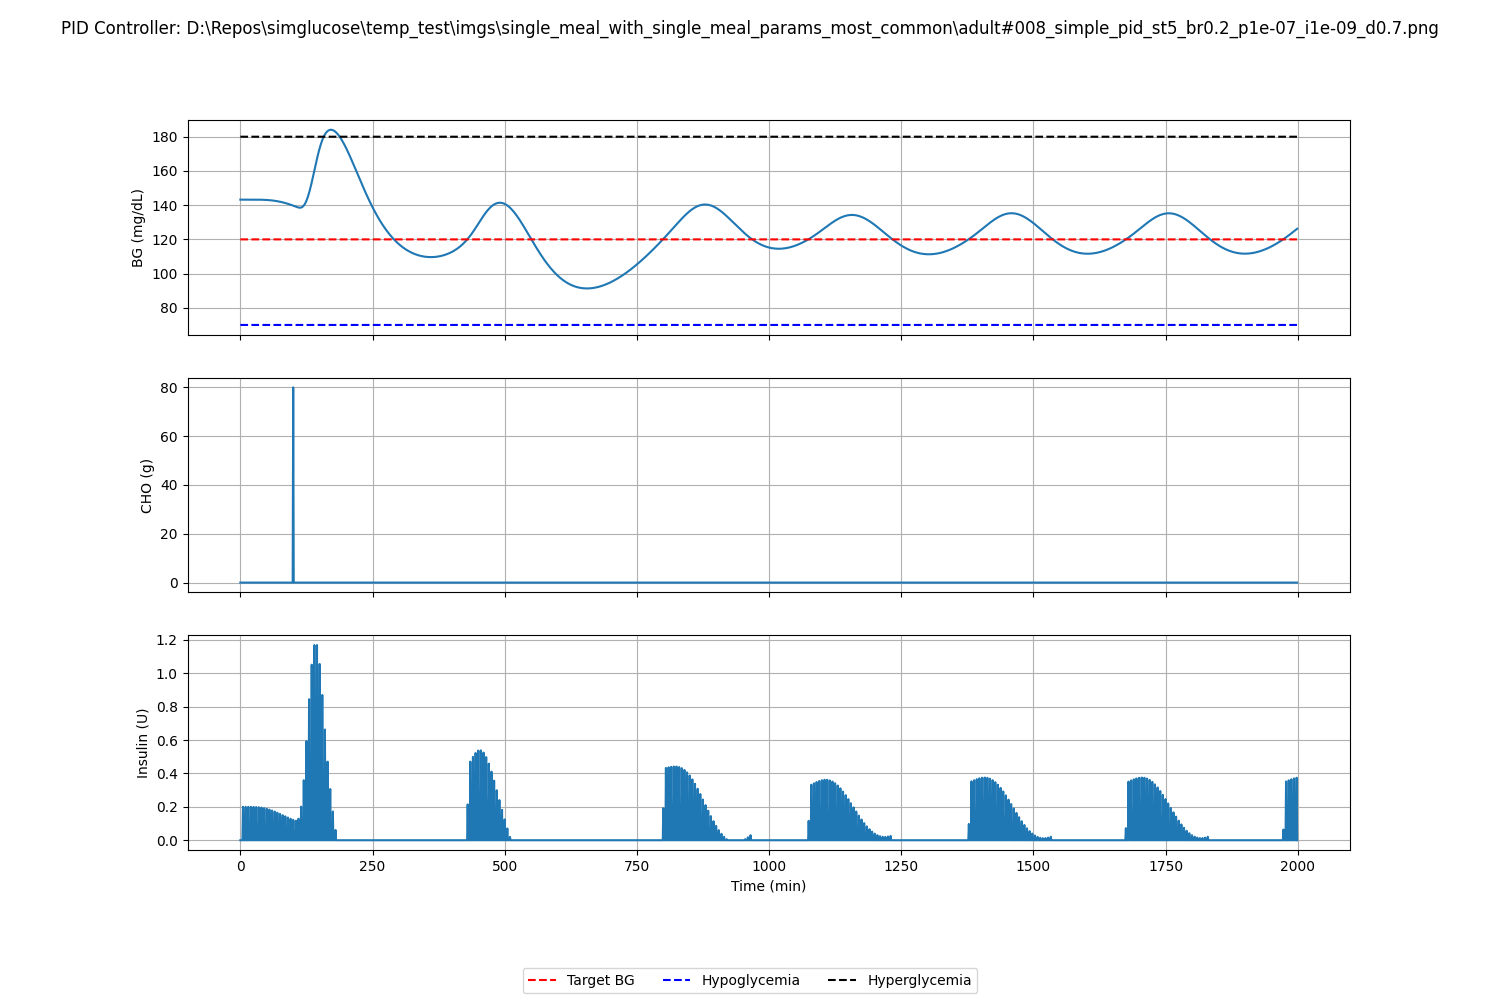 PID Controller: D:\Repos\simglucose\temp_test\imgs\single_meal_with_single_meal_params_most_common\adult#008_simple_pid_st5_br0.2_p1e-07_i1e-09_d0.7.png
BG (mg/dL)
180
160
140
120
100
80
CHO (g)
80
60
40
20
0
Insulin (U)
1.2
1.0
0.8
0.6
0.4
0.2
0.0
0 250 500 750 1000 1250 1500 1750 2000
Time (min)
Target BG Hypoglycemia Hyperglycemia